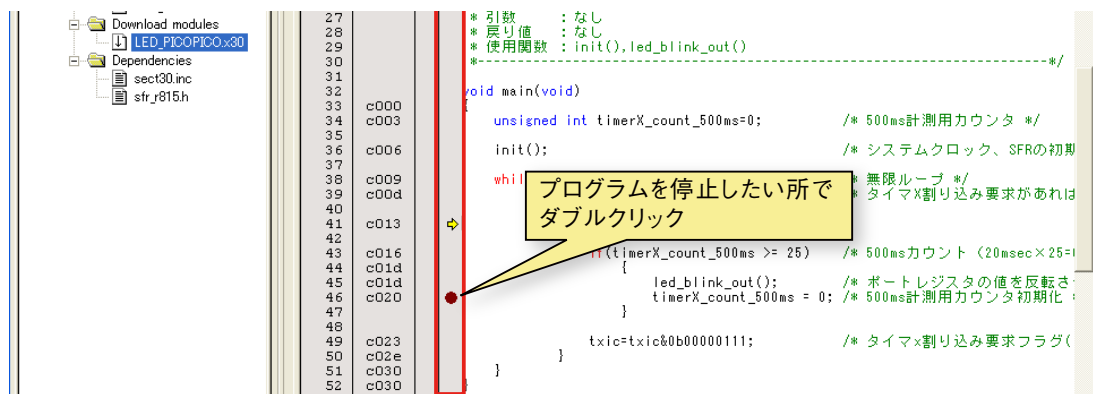 Download modules
LED_PICOPICO.x30
Dependencies
sect30.inc
sfr_r815.h
27 * 引数 : なし
28 * 戻り値 : なし
29 * 使用関数 : init(),led_blink_out()
30 *-----------------------------------------------------------------------*/
31
32 void main(void)
33 c000 {
34 c003 unsigned int timerX_count_500ms=0; /* 500ms計測用カウンタ */
35
36 c006 init(); /* システムクロック、SFRの初期
37
38 c009 whil * 無限ループ */
39 c00d * タイマX割り込み要求があれば
40
41 c013
42
43 c016 (timerX_count_500ms >= 25) /* 500msカウント (20msec×25=
44 c01d {
45 c01d led_blink_out(); /* ポートレジスタの値を反転さ
46 c020 timerX_count_500ms = 0; /* 500ms計測用カウンタ初期化 *
47 }
48
49 c023 txic=txic&0b00000111; /* タイマx割り込み要求フラグ(
50 c02e }
51 c030 }
52 c030 }
プログラムを停止したい所で
ダブルクリック